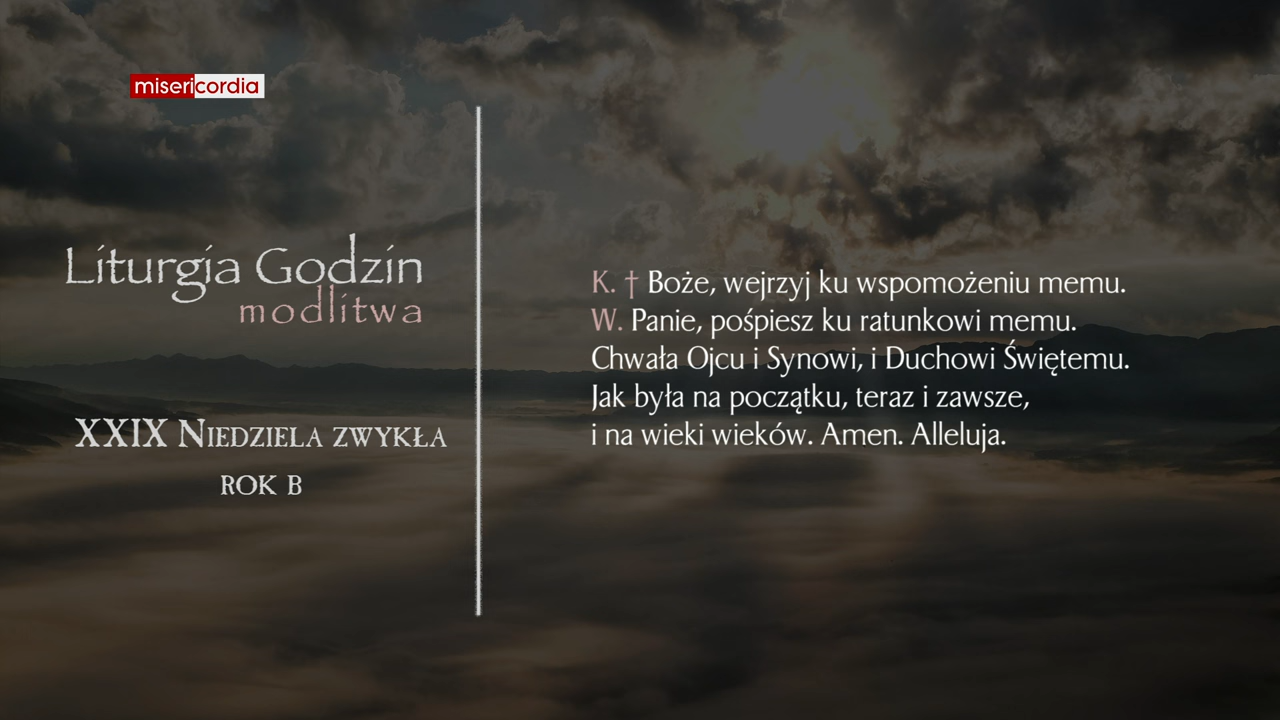 misericordia
Liturgia Godzin
modlitwa
XXIX Niedziela zwykła
rok B
K. † Boże, wejrzyj ku wspomożeniu memu.
W. Panie, pośpiesz ku ratunkowi memu.
Chwała Ojcu i Synowi, i Duchowi Świętemu.
Jak była na początku, teraz i zawsze,
i na wieki wieków. Amen. Alleluja.